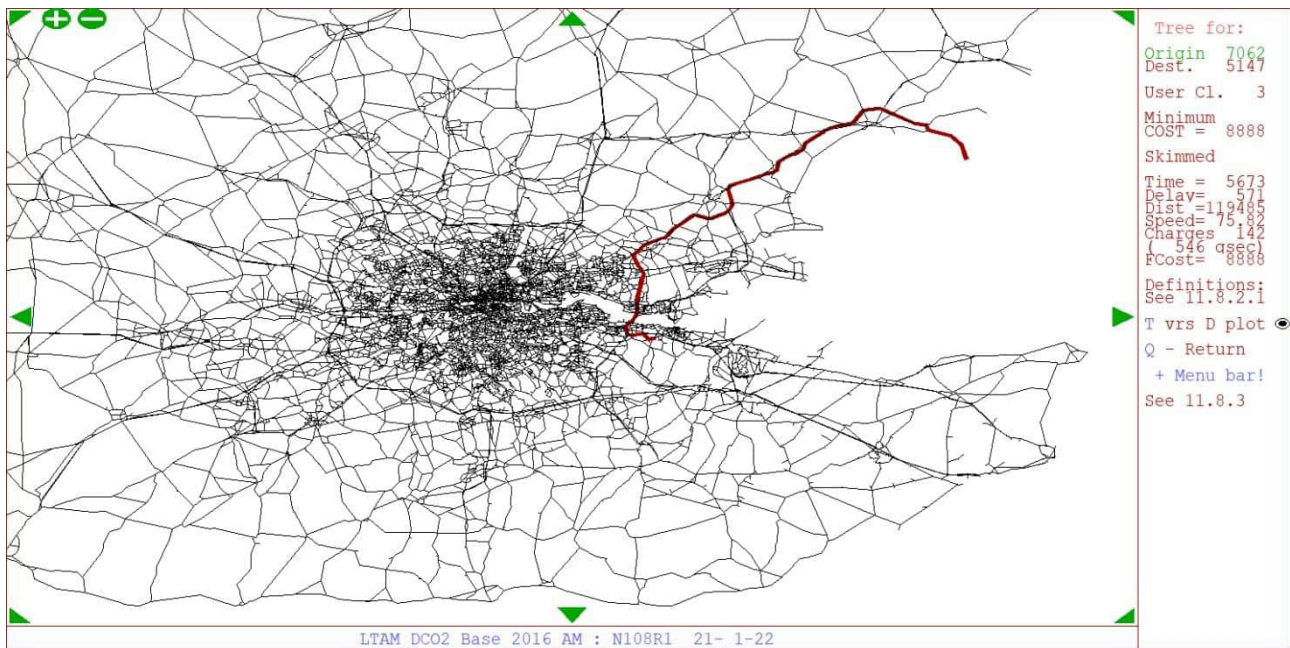 Tree for:
Origin 7062
Dest. 5147
User Cl. 3
Minimum
COST = 8888
Skimmed
Time = 5673
Delay= 571
Dist =119485
Speed= 75.82
Charges 142
( 546 gsec)
FCost= 8888
Definitions:
See 11.8.2.1
T vrs D plot
Q - Return
+ Menu bar!
See 11.8.3
LTAM DCO2 Base 2016 AM : N108R1 21- 1-22